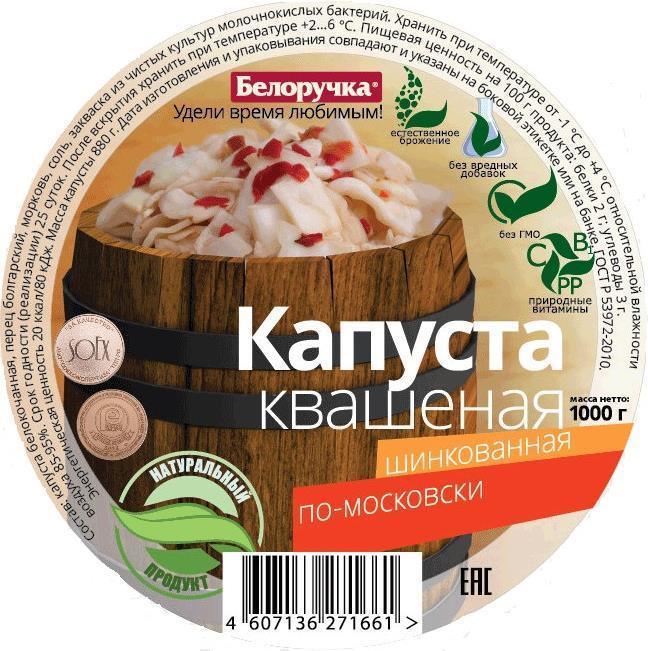 Состав: капуста белокочанная, перец болгарский, морковь, соль, закваска из чистых культур молочнокислых бактерий. Хранить при температуре от -1 °С до +4 °С, относительной влажности
воздуха 85-95%. Срок годности (реализации) 25 суток. После вскрытия хранить при температуре +2...6 °С. Пищевая ценность на 100 г продукта: белки 2 г; углеводы 3 г.
Энергетическая ценность 20 ккал/80 кДж. Масса капусты 880 г. Дата изготовления и упаковывания совпадают и указаны на боковой этикетке или на банке. ГОСТ Р 53972-2010.
Белоручка®
Удели время любимым!
естественное
брожение
без вредных
добавок
без ГМО
С В
РР
природные
витамины
SOEX
Капуста
квашеная
масса нетто:
1000 г
шинкованная
по-московски
НАТУРАЛЬНЫЙ
ПРОДУКТ
EAC
4 607136 271661 >